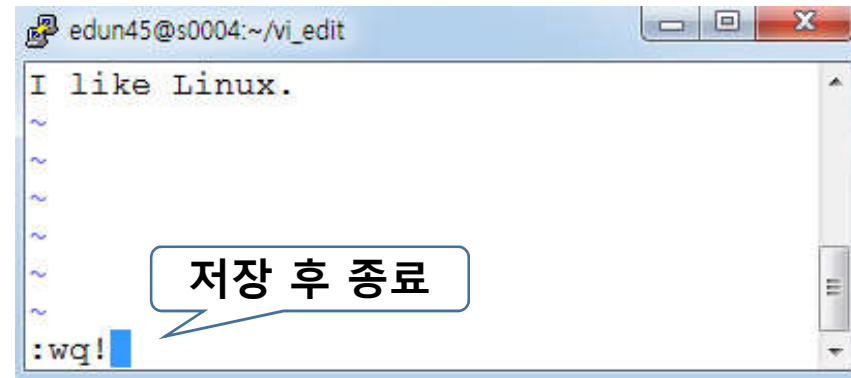 edun45@s0004:~/vi_edit
I like Linux.
~
~
~
~
~
~
저장 후 종료
:wq!